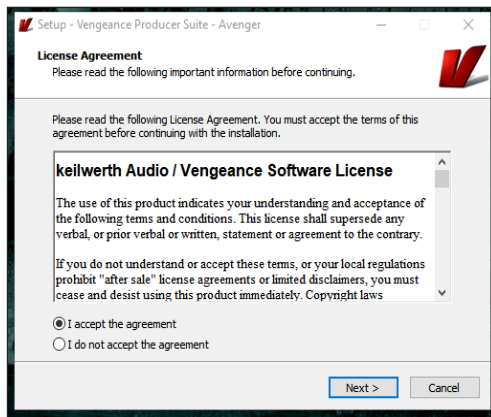 Setup - Vengeance Producer Suite - Avenger
License Agreement
Please read the following important information before continuing.
Please read the following License Agreement. You must accept the terms of this
agreement before continuing with the installation.
keilwerth Audio / Vengeance Software License
The use of this product indicates your understanding and acceptance of
the following terms and conditions. This license shall supersede any
verbal, or prior verbal or written, statement or agreement to the contrary.
If you do not understand or accept these terms, or your local regulations
prohibit "after sale" license agreements or limited disclaimers, you must
cease and desist using this product immediately. Copyright laws
I accept the agreement
I do not accept the agreement
Next >
Cancel